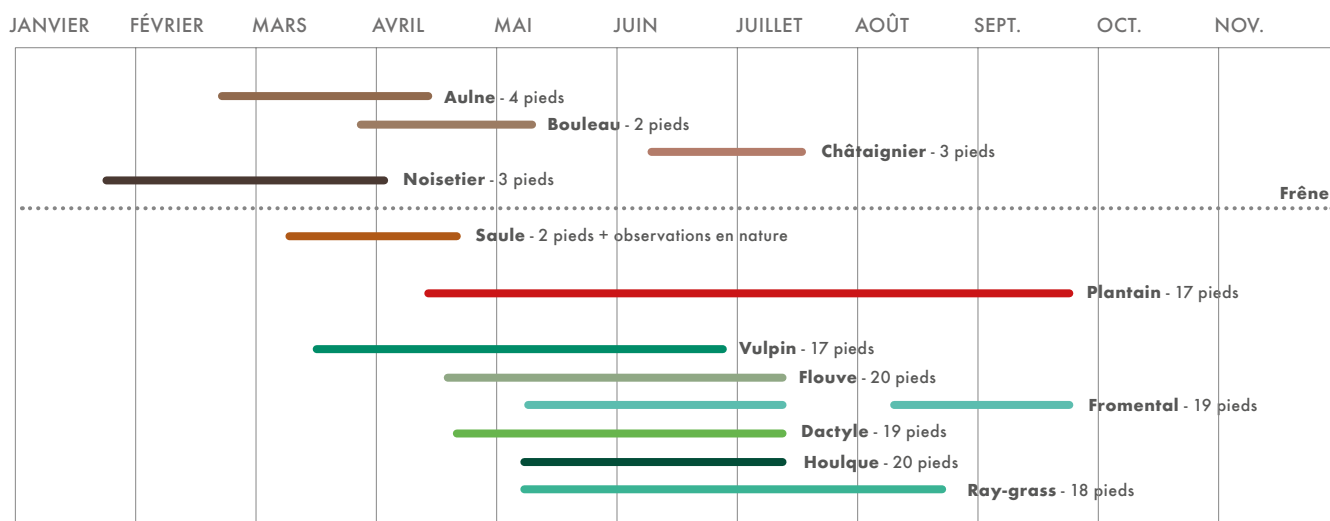 JANVIER FÉVRIER MARS AVRIL MAI JUIN JUILLET AOÛT SEPT. OCT. NOV.
Aulne - 4 pieds
Bouleau - 2 pieds
Châtaignier - 3 pieds
Noisetier - 3 pieds
Frêne
Saule - 2 pieds + observations en nature
Plantain - 17 pieds
Vulpin - 17 pieds
Flouve - 20 pieds
Fromental - 19 pieds
Dactyle - 19 pieds
Houlque - 20 pieds
Ray-grass - 18 pieds